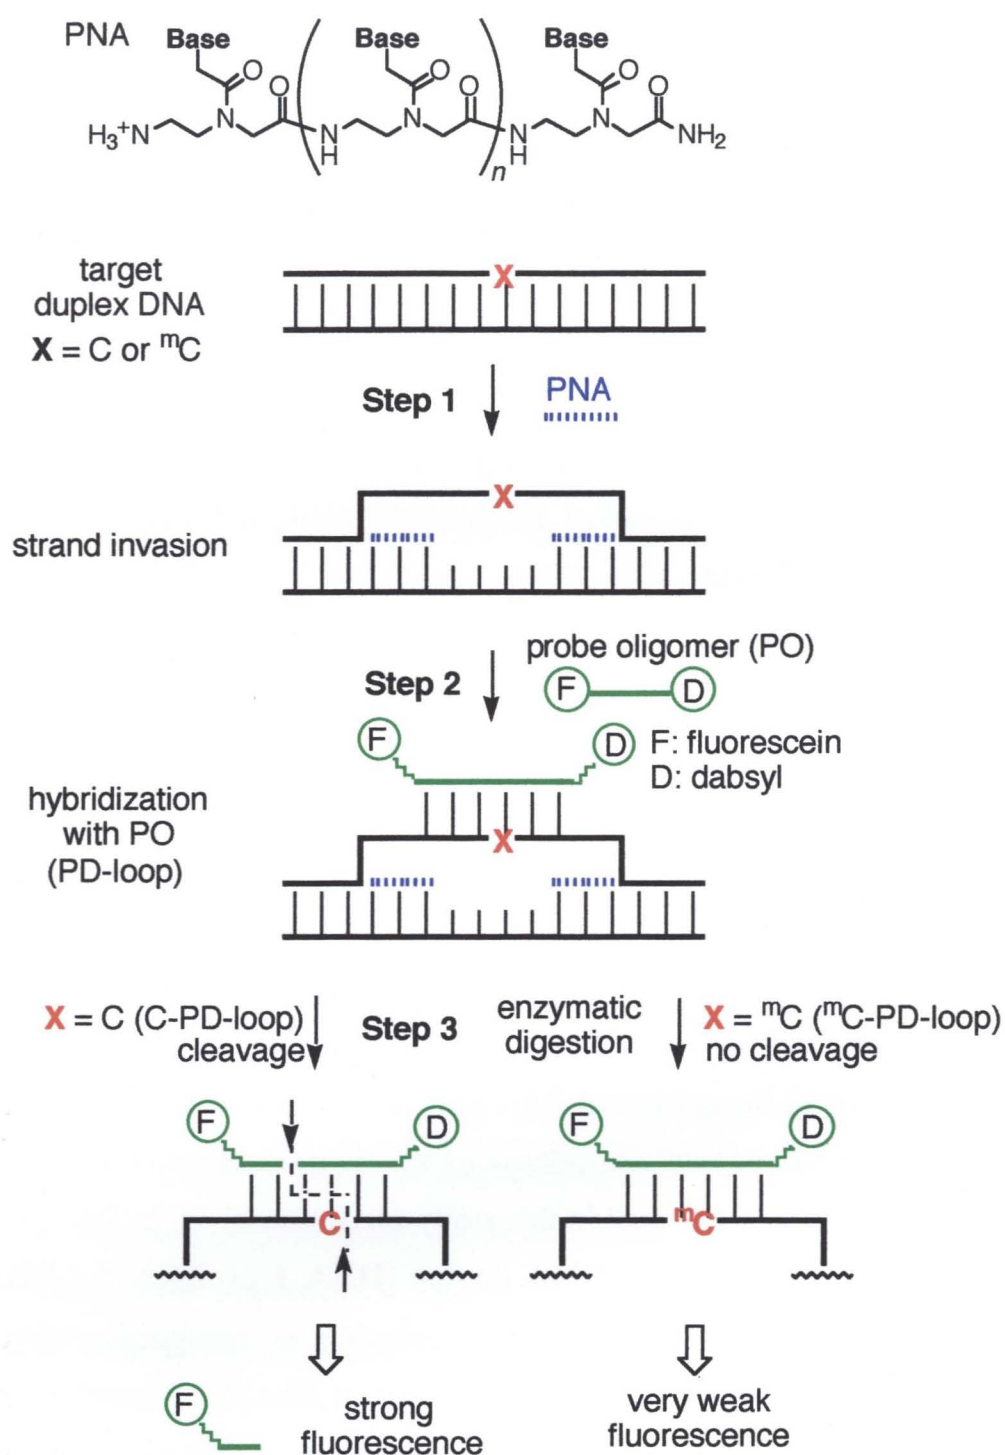 PNA
Base Base Base
O O O O O O
H₃⁺N N N H N N H N NH₂
n
target
duplex DNA
X = C or ᵐC
X
Step 1
PNA
X
strand invasion
probe oligomer (PO)
Step 2
F D
F D
F: fluorescein
D: dabsyl
hybridization
with PO
(PD-loop)
X
X = C (C-PD-loop)
cleavage
Step 3
enzymatic
digestion
X = ᵐC (ᵐC-PD-loop)
no cleavage
F D F D
C ᵐC
F
strong
fluorescence
very weak
fluorescence